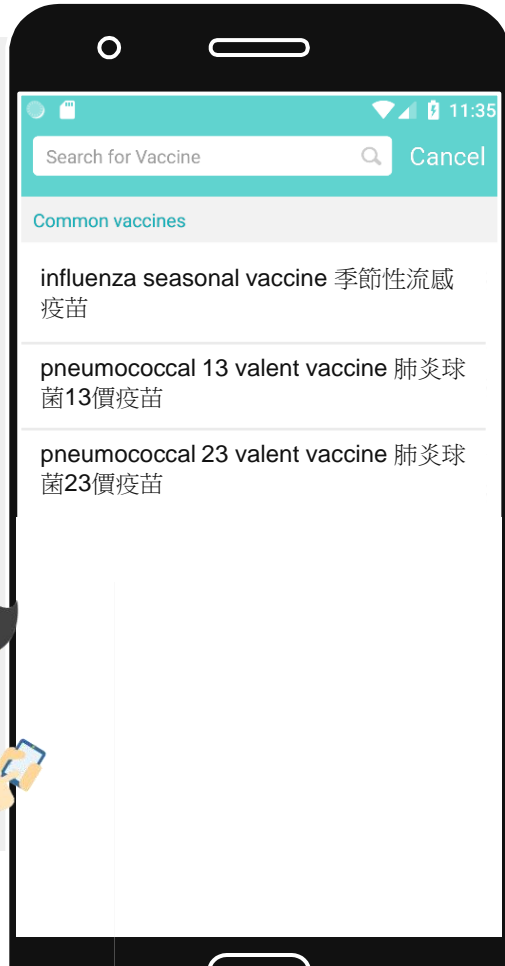 11:35
Search for Vaccine
Cancel
Common vaccines
influenza seasonal vaccine 季節性流感
疫苗
pneumococcal 13 valent vaccine 肺炎球
菌13價疫苗
pneumococcal 23 valent vaccine 肺炎球
菌23價疫苗